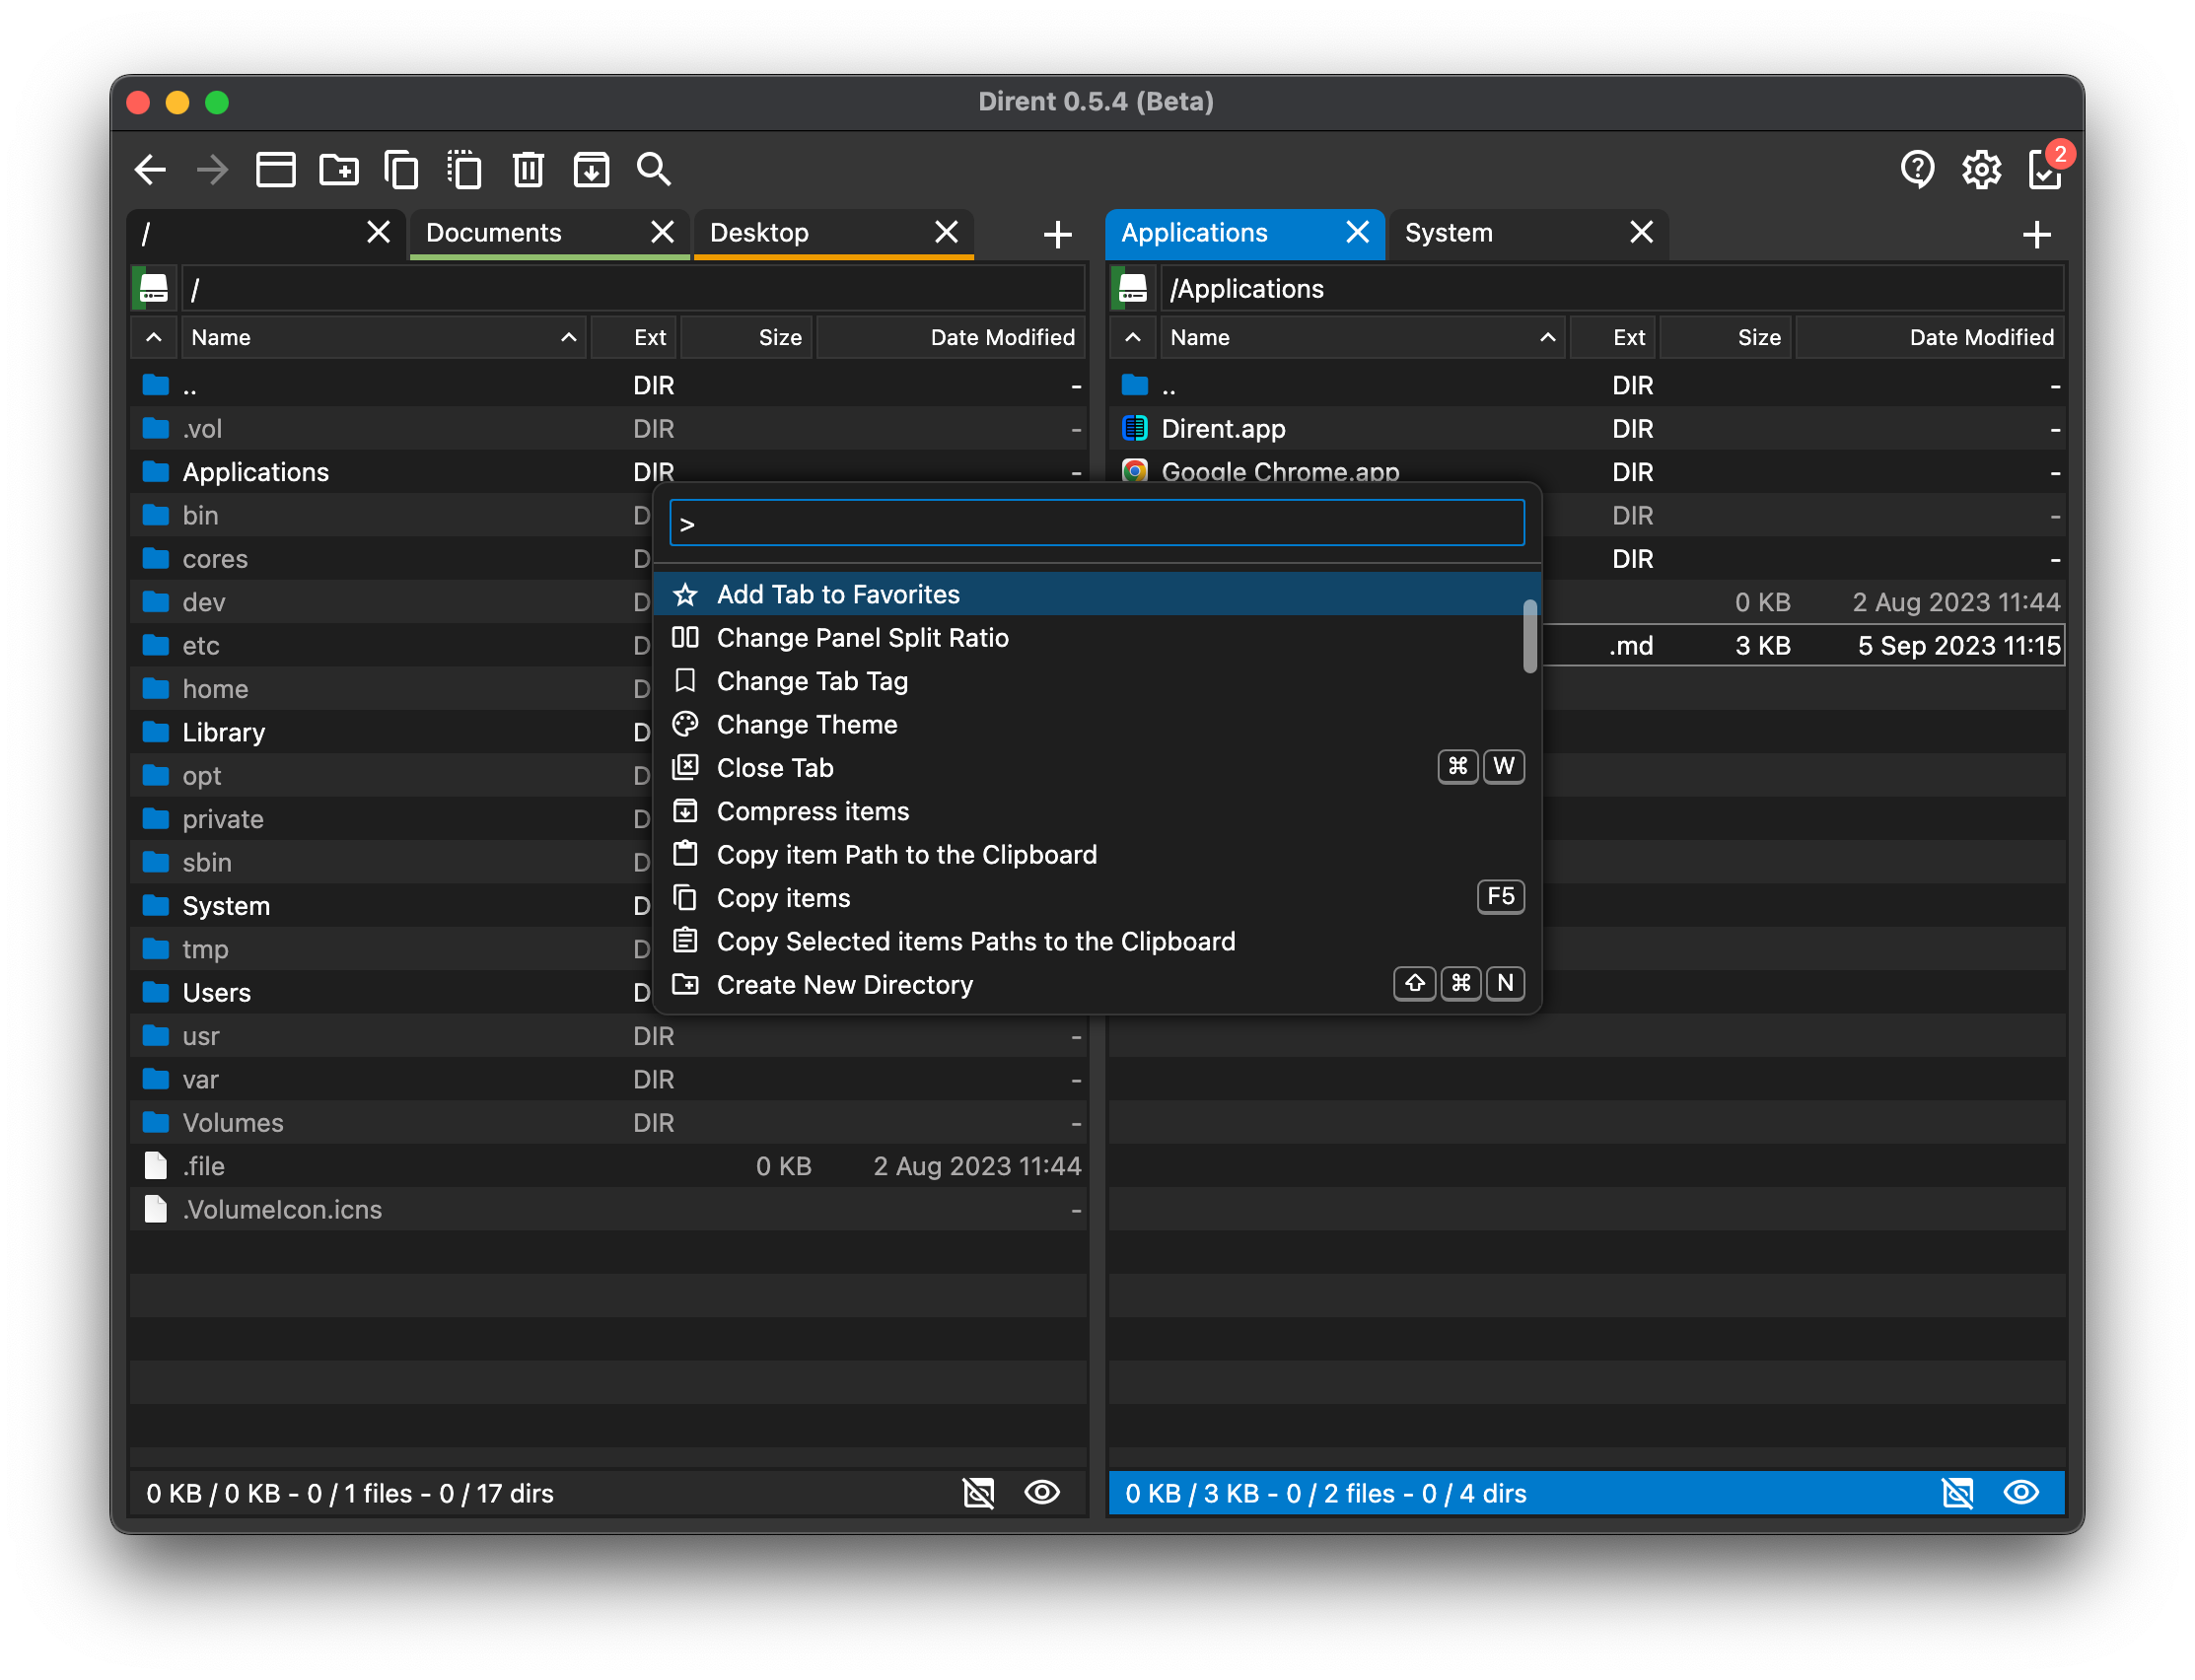 Dirent 0.5.4 (Beta)
2
/
Documents
Desktop
Applications
System
/
/Applications
Name Ext Size Date Modified
Name Ext Size Date Modified
.. DIR -
.vol DIR -
Applications DIR -
bin D
cores D
dev D
etc D
home D
Library D
opt D
private D
sbin D
System D
tmp D
Users D
usr DIR -
var DIR -
Volumes DIR -
.file 0 KB 2 Aug 2023 11:44
.VolumeIcon.icns -
.. DIR -
Dirent.app DIR -
Google Chrome.app DIR -
DIR -
DIR -
0 KB 2 Aug 2023 11:44
.md 3 KB 5 Sep 2023 11:15
>
Add Tab to Favorites
Change Panel Split Ratio
Change Tab Tag
Change Theme
Close Tab ⌘ W
Compress items
Copy item Path to the Clipboard
Copy items F5
Copy Selected items Paths to the Clipboard
Create New Directory ⇧ ⌘ N
0 KB / 0 KB - 0 / 1 files - 0 / 17 dirs
0 KB / 3 KB - 0 / 2 files - 0 / 4 dirs